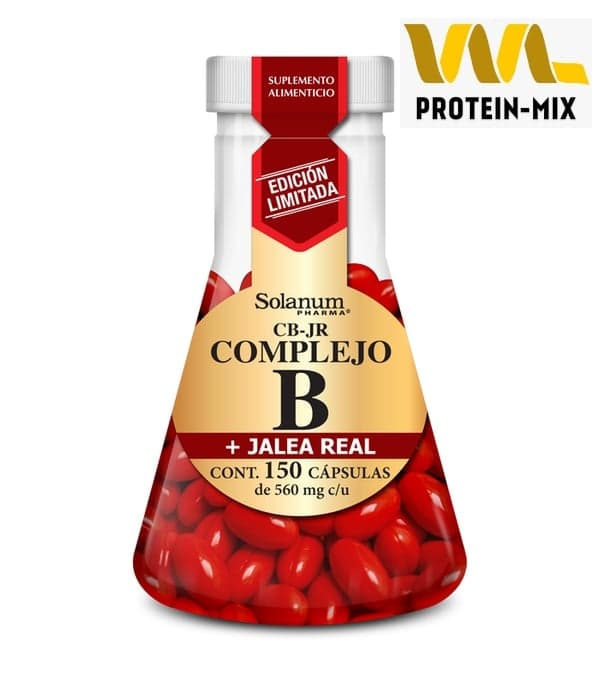 PROTEIN-MIX
SUPLEMENTO
ALIMENTICIO
EDICIÓN
LIMITADA
Solanum
PHARMA®
CB-JR
COMPLEJO
B
+ JALEA REAL
CONT. 150 CÁPSULAS
de 560 mg c/u